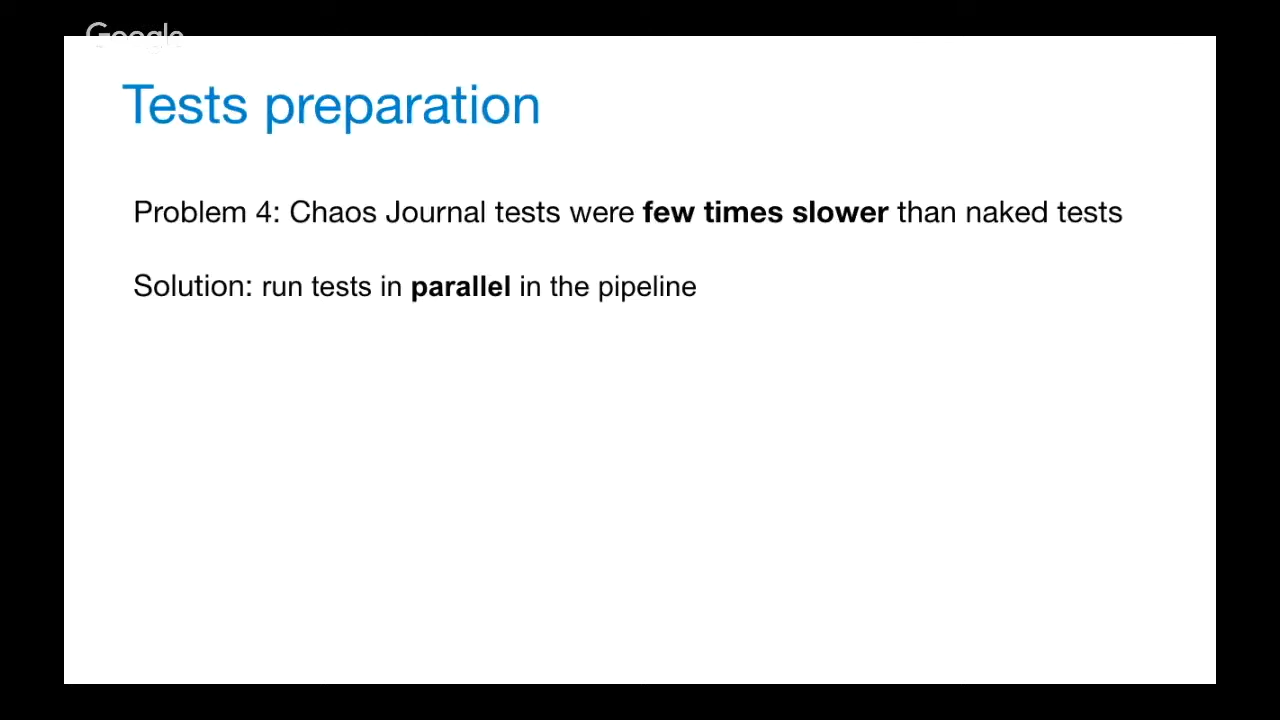 Google
Tests preparation
Problem 4: Chaos Journal tests were few times slower than naked tests
Solution: run tests in parallel in the pipeline